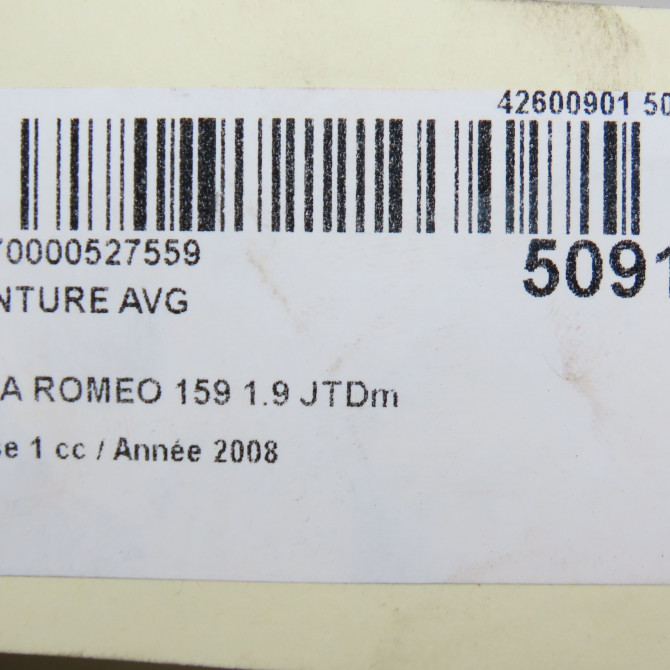 42600901 50
70000527559
5091
NTURE AVG
A ROMEO 159 1.9 JTDm
se 1 cc / Année 2008